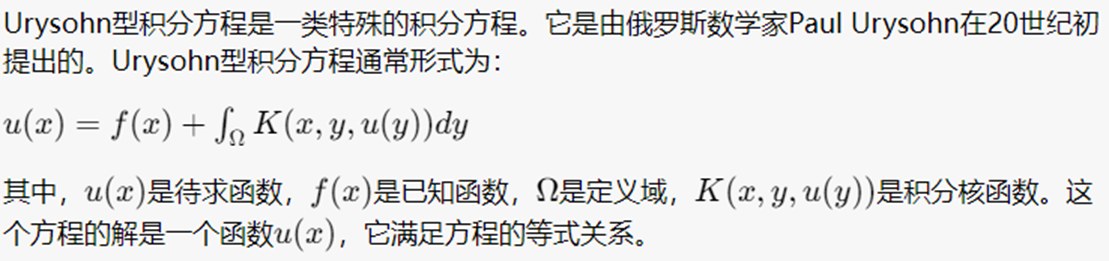 Urysohn型积分方程是一类特殊的积分方程。它是由俄罗斯数学家Paul Urysohn在20世纪初
提出的。Urysohn型积分方程通常形式为：
u(x) = f(x) + ∫_Ω K(x, y, u(y))dy
其中，u(x)是待求函数，f(x)是已知函数，Ω是定义域，K(x, y, u(y))是积分核函数。这
个方程的解是一个函数u(x)，它满足方程的等式关系。